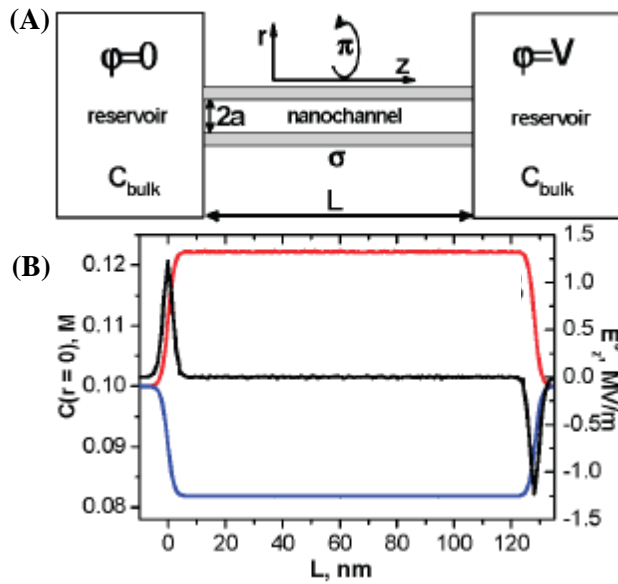 (A)
φ=0
reservoir
C_bulk
r
π
z
2a
nanochannel
σ
L
φ=V
reservoir
C_bulk
(B)
C(r = 0), M
0.12
0.11
0.10
0.09
0.08
0
20
40
60
80
100
120
L, nm
1.5
1.0
0.5
0.0
-0.5
-1.0
-1.5
MV/m